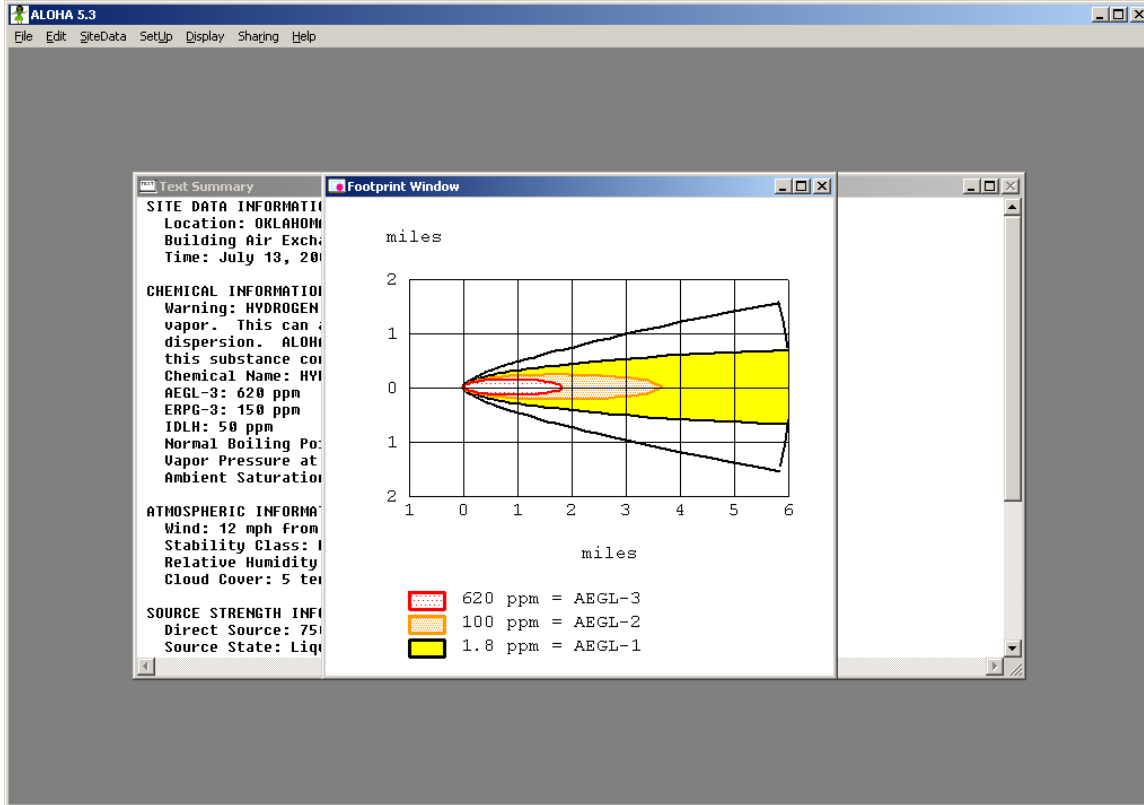 ALOHA 5.3
File Edit SiteData SetUp Display Sharing Help
Text Summary
SITE DATA INFORMATI
Location: OKLAHOM
Building Air Exch
Time: July 13, 20
CHEMICAL INFORMATIO
Warning: HYDROGEN
vapor. This can
dispersion. ALOH
this substance co
Chemical Name: HY
AEGL-3: 620 ppm
ERPG-3: 150 ppm
IDLH: 50 ppm
Normal Boiling Po
Vapor Pressure at
Ambient Saturatio
ATMOSPHERIC INFORMA
Wind: 12 mph from
Stability Class:
Relative Humidity
Cloud Cover: 5 te
SOURCE STRENGTH INF
Direct Source: 75
Source State: Liq
Footprint Window
miles
2
1
0
1
2
1 0 1 2 3 4 5 6
miles
620 ppm = AEGL-3
100 ppm = AEGL-2
1.8 ppm = AEGL-1